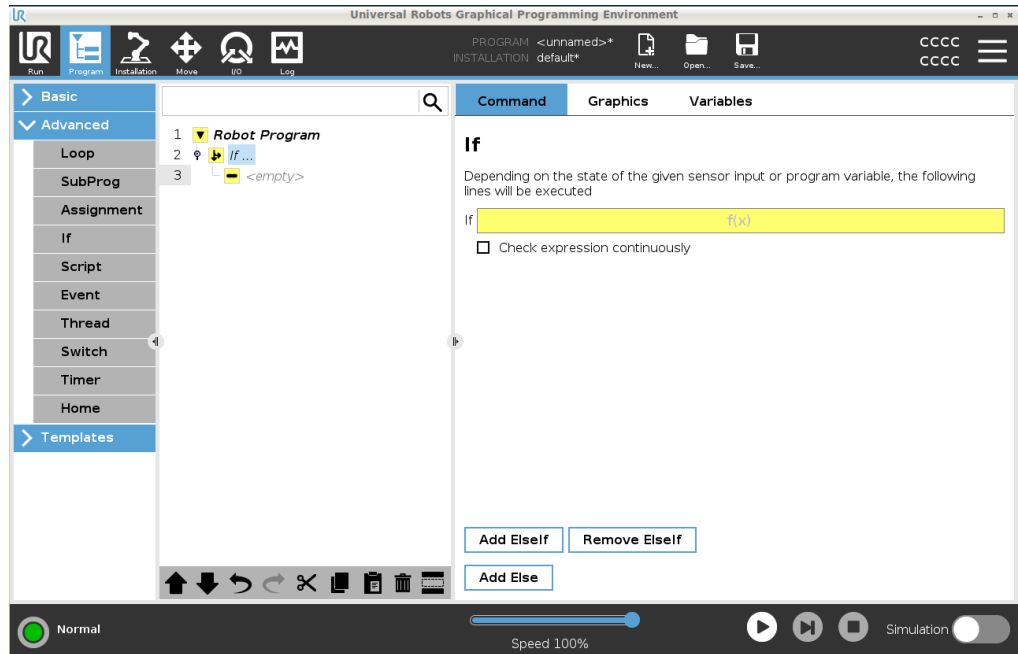 UR
Universal Robots Graphical Programming Environment
UR
Run
Program
Installation
Move
I/O
Log
PROGRAM <unnamed>*
INSTALLATION default*
New...
Open...
Save...
CCCC
CCCC
Basic
Advanced
Loop
SubProg
Assignment
If
Script
Event
Thread
Switch
Timer
Home
Templates
1 Robot Program
2 If ...
3 <empty>
Command Graphics Variables
If
Depending on the state of the given sensor input or program variable, the following
lines will be executed
If f(x)
Check expression continuously
Add ElseIf Remove ElseIf
Add Else
Normal
Speed 100%
Simulation